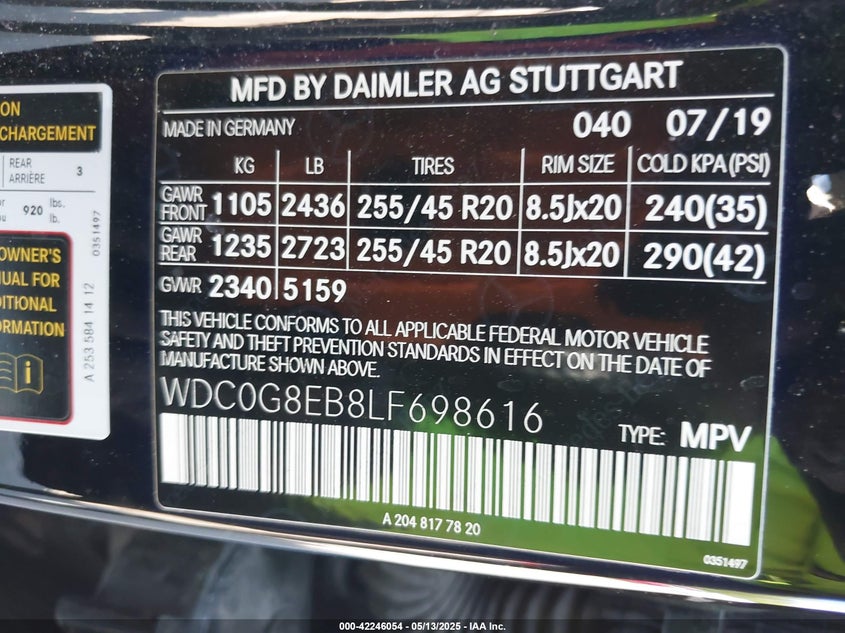 ON
CHARGEMENT
REAR
ARRIÈRE
3
920 lbs.
lb.
OWNER'S
FOR
0351497
A 253 584 14 12
i
MFD BY DAIMLER AG STUTTGART
MADE IN GERMANY 040 07/19
KG LB TIRES RIM SIZE COLD KPA(PSI)
GAWR FRONT 1105 2436 255/45 R20 8.5Jx20 240(35)
GAWR REAR 1235 2723 255/45 R20 8.5Jx20 290(42)
GVWR 2340 5159
THIS VEHICLE CONFORMS TO ALL APPLICABLE FEDERAL MOTOR VEHICLE
SAFETY AND THEFT PREVENTION STANDARDS IN EFFECT ON THE DATE OF
MANUFACTURE SHOWN ABOVE.
WDC0G8EB8LF698616
TYPE: MPV
A 204 817 78 20
0351497
000-42246054 - 05/13/2025 - IAA Inc.